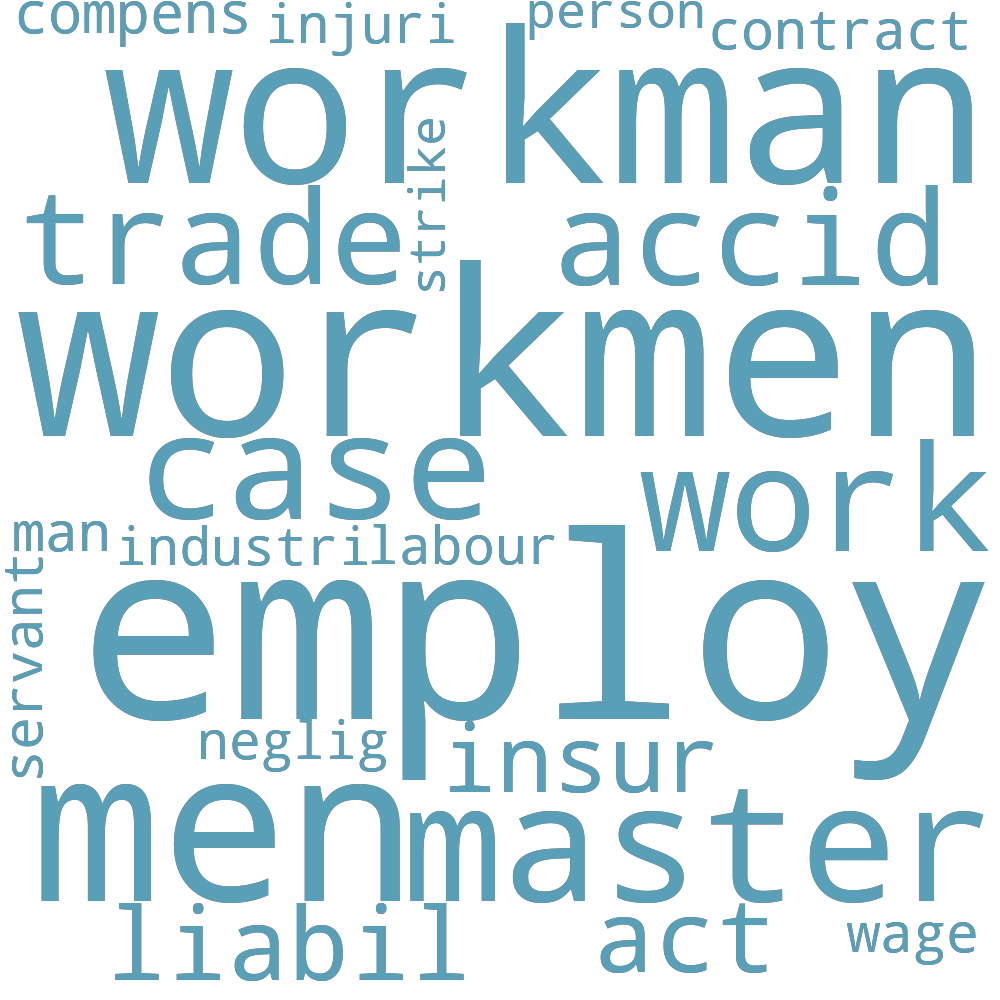 compens injuri person contract
workman
strike
trade accid
workmen
case work
man industri labour
servant
employ
neglig insur
men master
liabil act wage